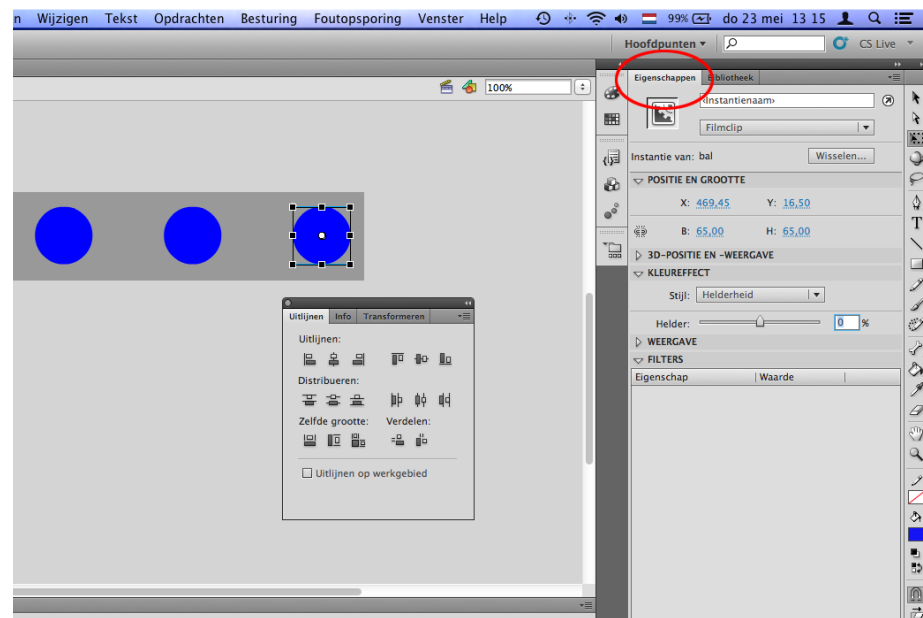 n Wijzigen Tekst Opdrachten Besturing Foutopsporing Venster Help 99% do 23 mei 13 15
Hoofdpunten CS Live
100%
Eigenschappen Bibliotheek
‹Instantienaam›
Filmclip
Instantie van: bal Wisselen...
POSITIE EN GROOTTE
X: 469,45 Y: 16,50
B: 65,00 H: 65,00
3D-POSITIE EN -WEERGAVE
KLEUREFFECT
Stijl: Helderheid
Helder: 0 %
WEERGAVE
FILTERS
Eigenschap Waarde
Uitlijnen Info Transformeren
Uitlijnen:
Distribueren:
Zelfde grootte: Verdelen:
Uitlijnen op werkgebied